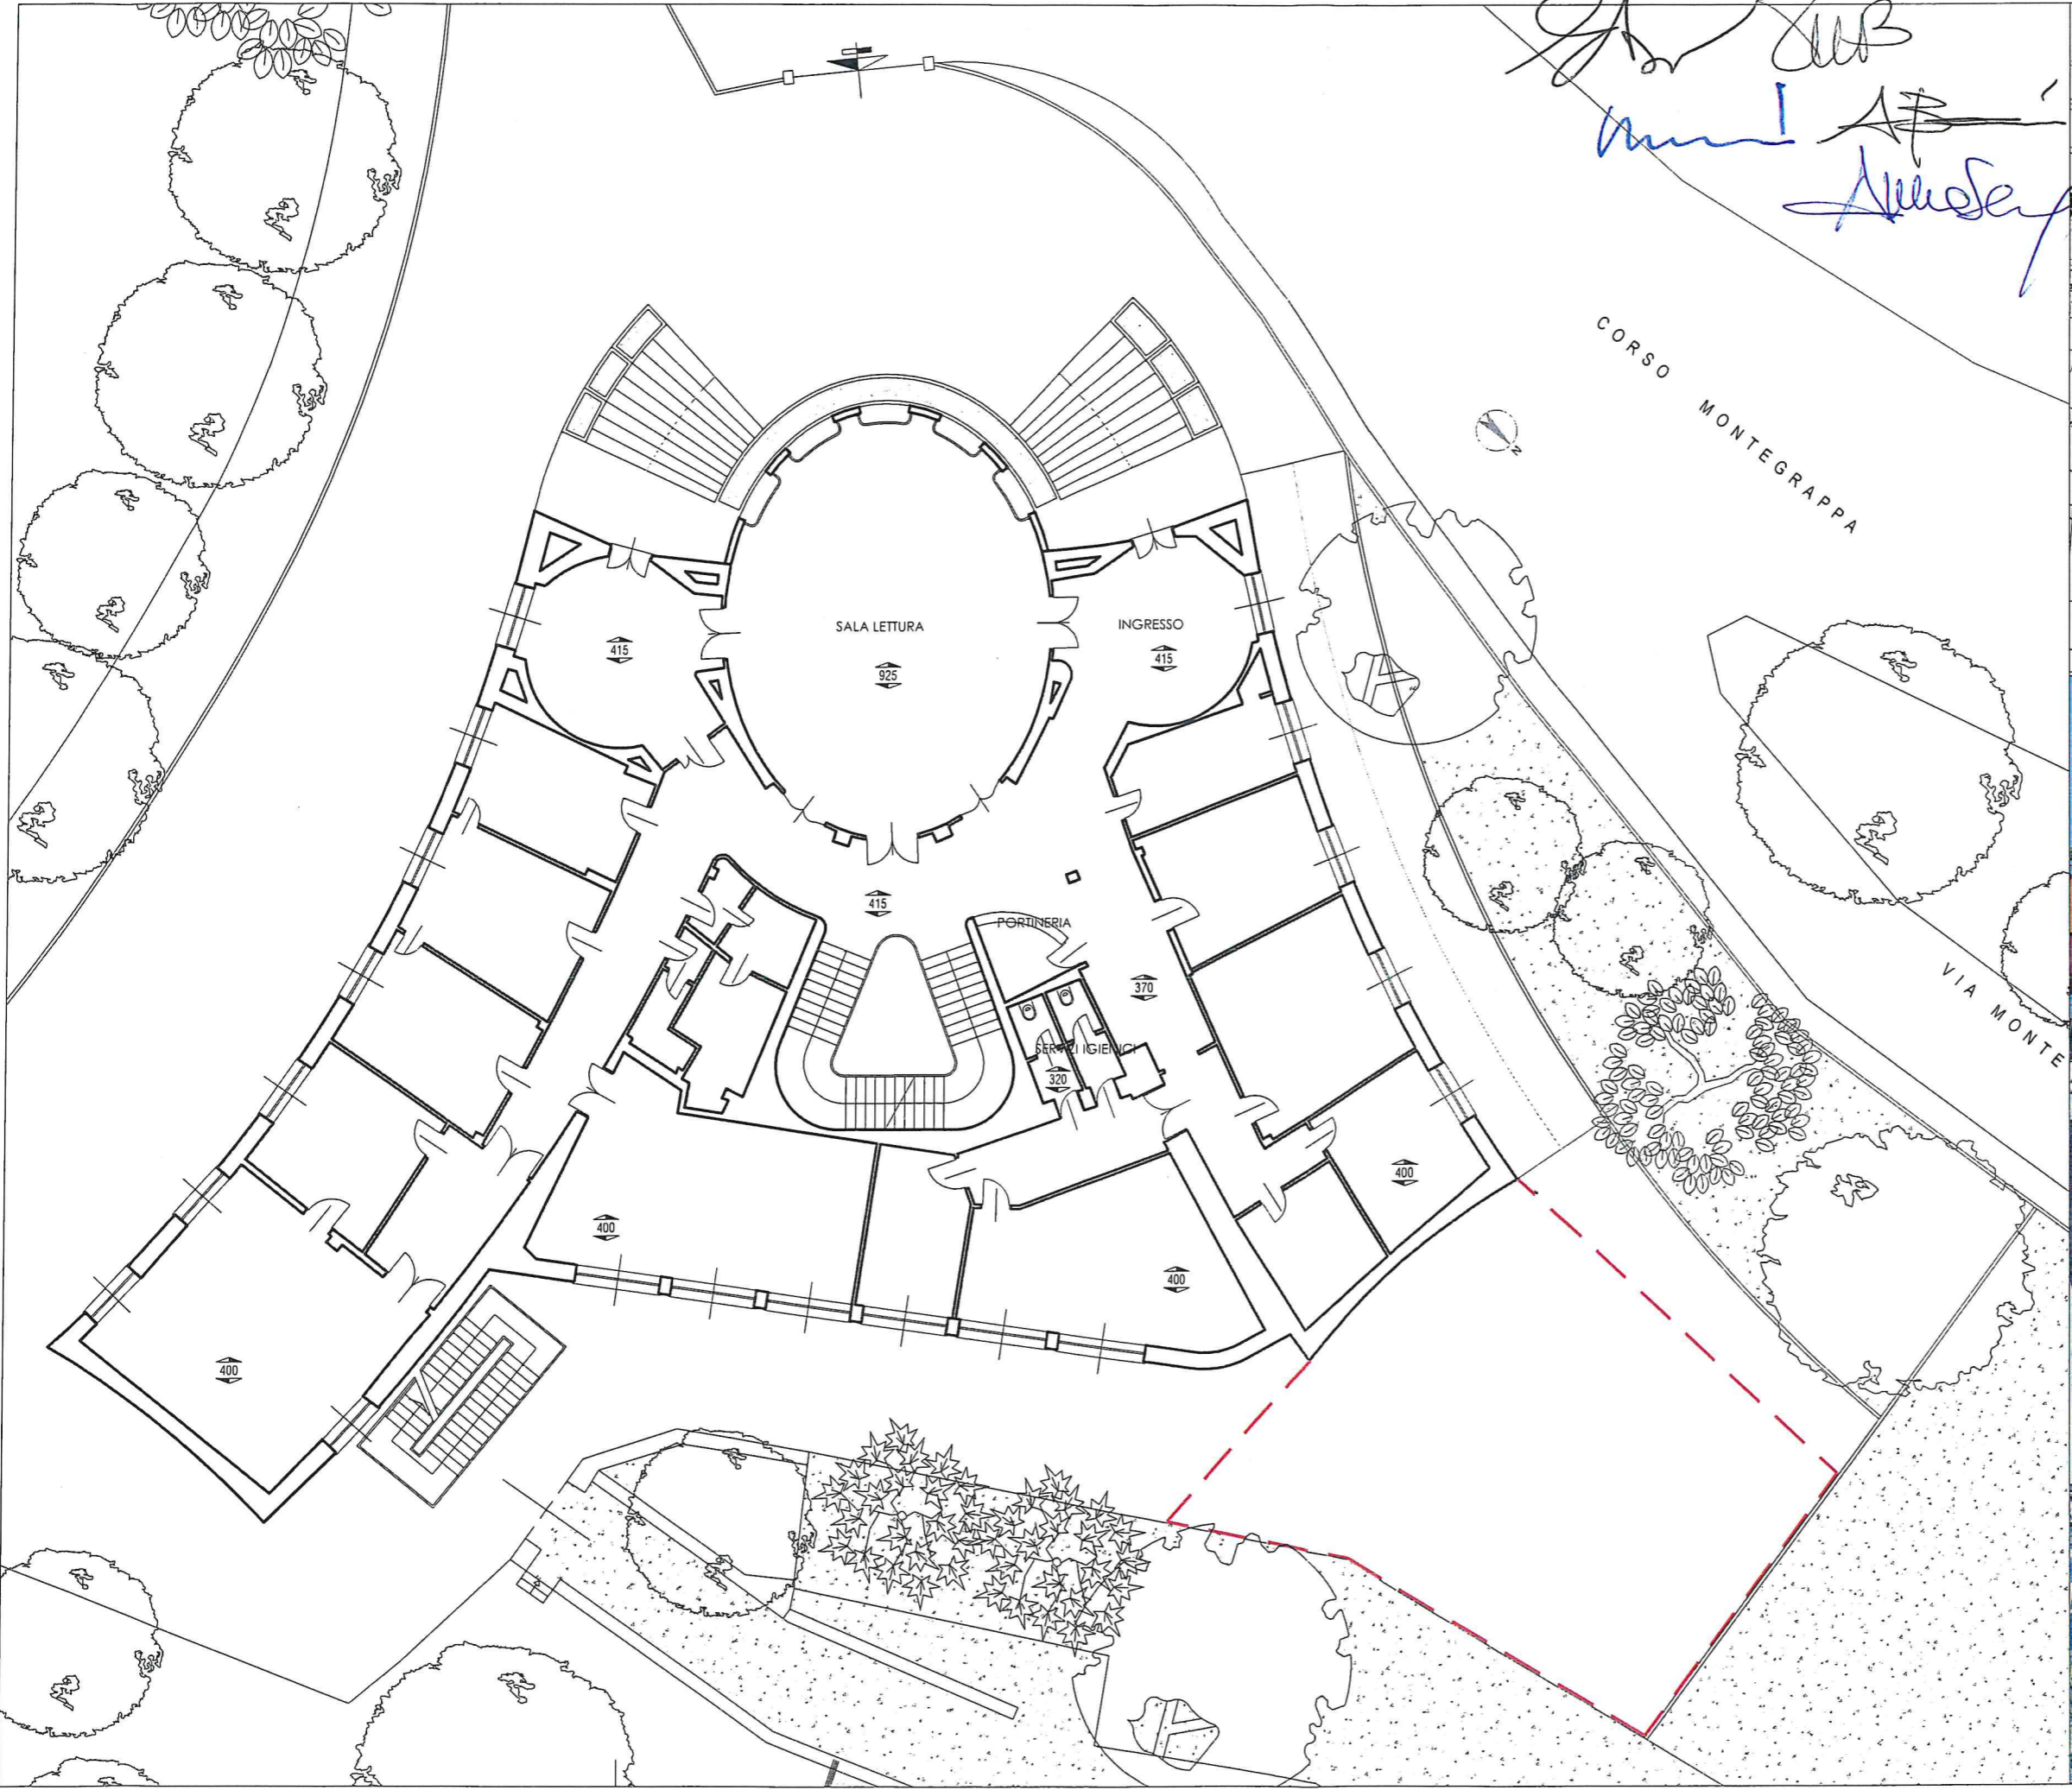 CORSO MONTEGRAPPA
SALA LETTURA
925
INGRESSO
415
415
415
PORTINERIA
370
SERVIZI IGIENICI
320
400
400
400
400
VIA MONTE
N